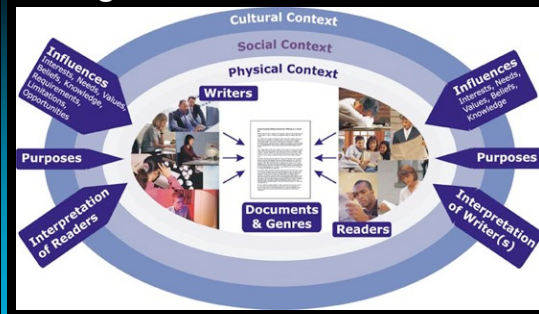 Cultural Context
Social Context
Physical Context
Influences
Interests, Needs, Values,
Beliefs, Knowledge,
Requirements,
Limitations,
Opportunities
Purposes
Interpretation
of Readers
Writers
Documents
& Genres
Readers
Influences
Interests, Needs,
Values, Beliefs,
Knowledge
Purposes
Interpretation
of Writer(s)